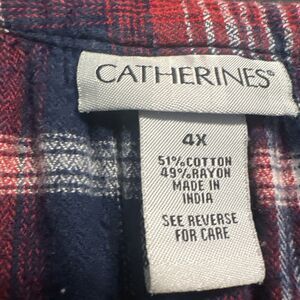 CATHERINES®
4X
51% COTTON
49% RAYON
MADE IN
INDIA
SEE REVERSE
FOR CARE